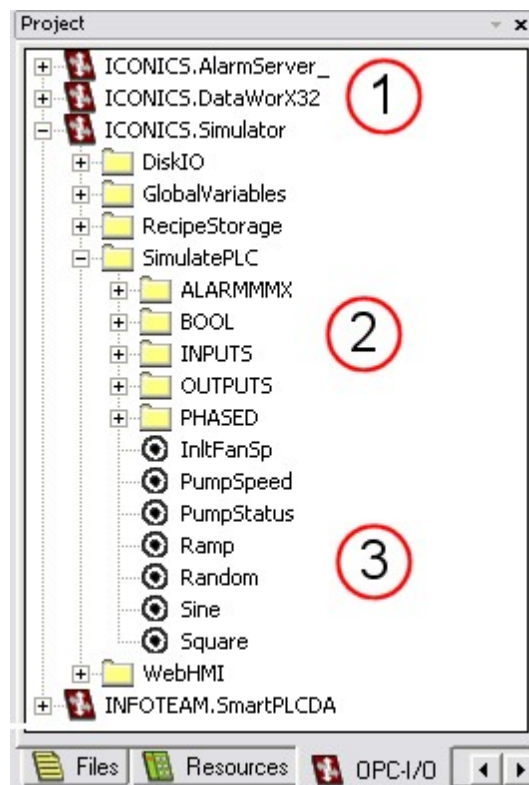 Project
ICONICS.AlarmServer_
ICONICS.DataWorX32
1
ICONICS.Simulator
DiskIO
GlobalVariables
RecipeStorage
SimulatePLC
ALARMMMX
BOOL
2
INPUTS
OUTPUTS
PHASED
InltFanSp
PumpSpeed
PumpStatus
Ramp
3
Random
Sine
Square
WebHMI
INFOTEAM.SmartPLCDA
Files Resources OPC-I/O